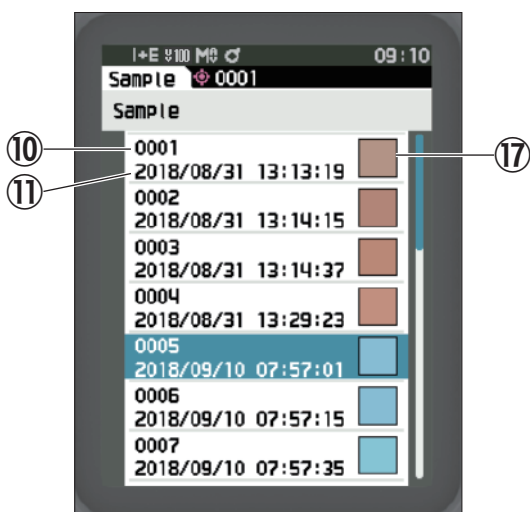 I+E 100 M0 09:10
Sample 0001
Sample
⑩ 0001 ⑰
⑪ 2018/08/31 13:13:19
0002
2018/08/31 13:14:15
0003
2018/08/31 13:14:37
0004
2018/08/31 13:29:23
0005
2018/09/10 07:57:01
0006
2018/09/10 07:57:15
0007
2018/09/10 07:57:35